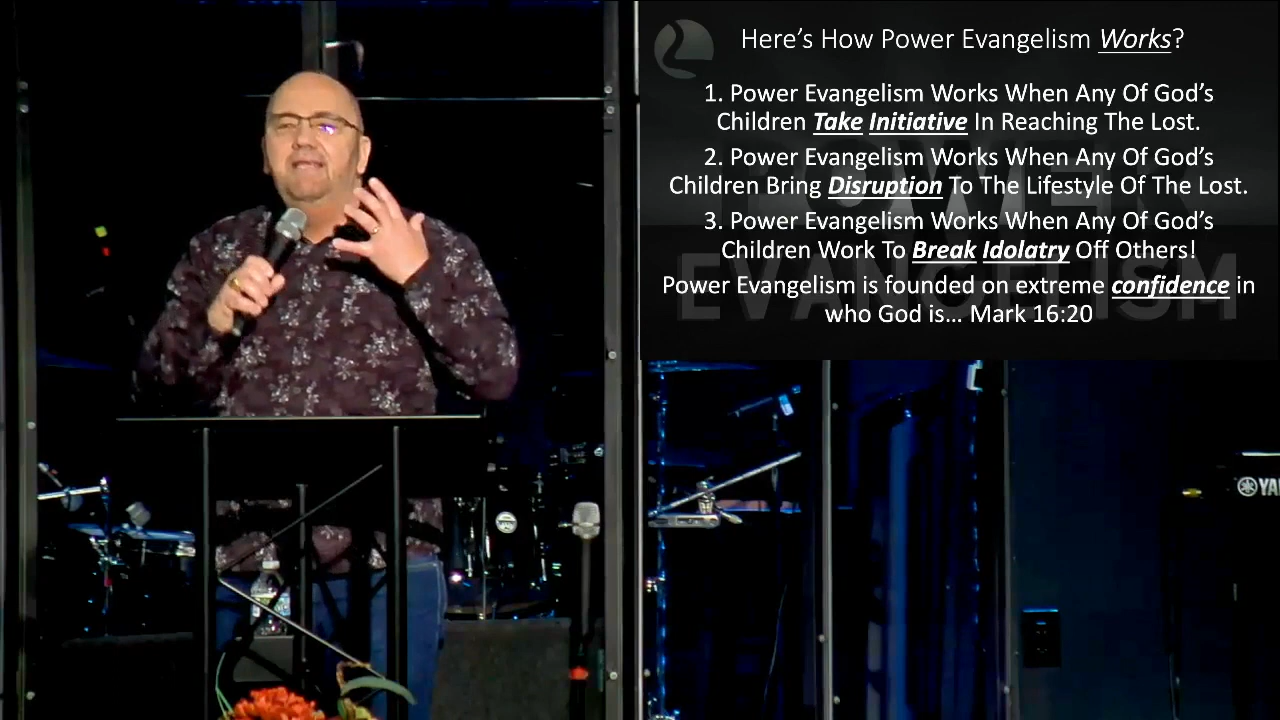 Here's How Power Evangelism Works?
1. Power Evangelism Works When Any Of God's
Children Take Initiative In Reaching The Lost.
2. Power Evangelism Works When Any Of God's
Children Bring Disruption To The Lifestyle Of The Lost.
3. Power Evangelism Works When Any Of God's
Children Work To Break Idolatry Off Others!
Power Evangelism is founded on extreme confidence in
who God is... Mark 16:20
POWER
EVANGELISM
YA